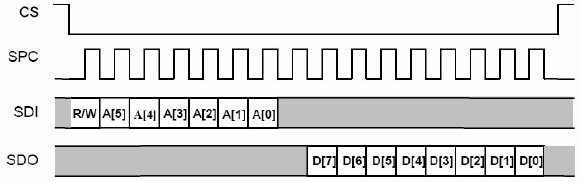 CS
SPC
SDI R/W A[5] A[4] A[3] A[2] A[1] A[0]
SDO D[7] D[6] D[5] D[4] D[3] D[2] D[1] D[0]